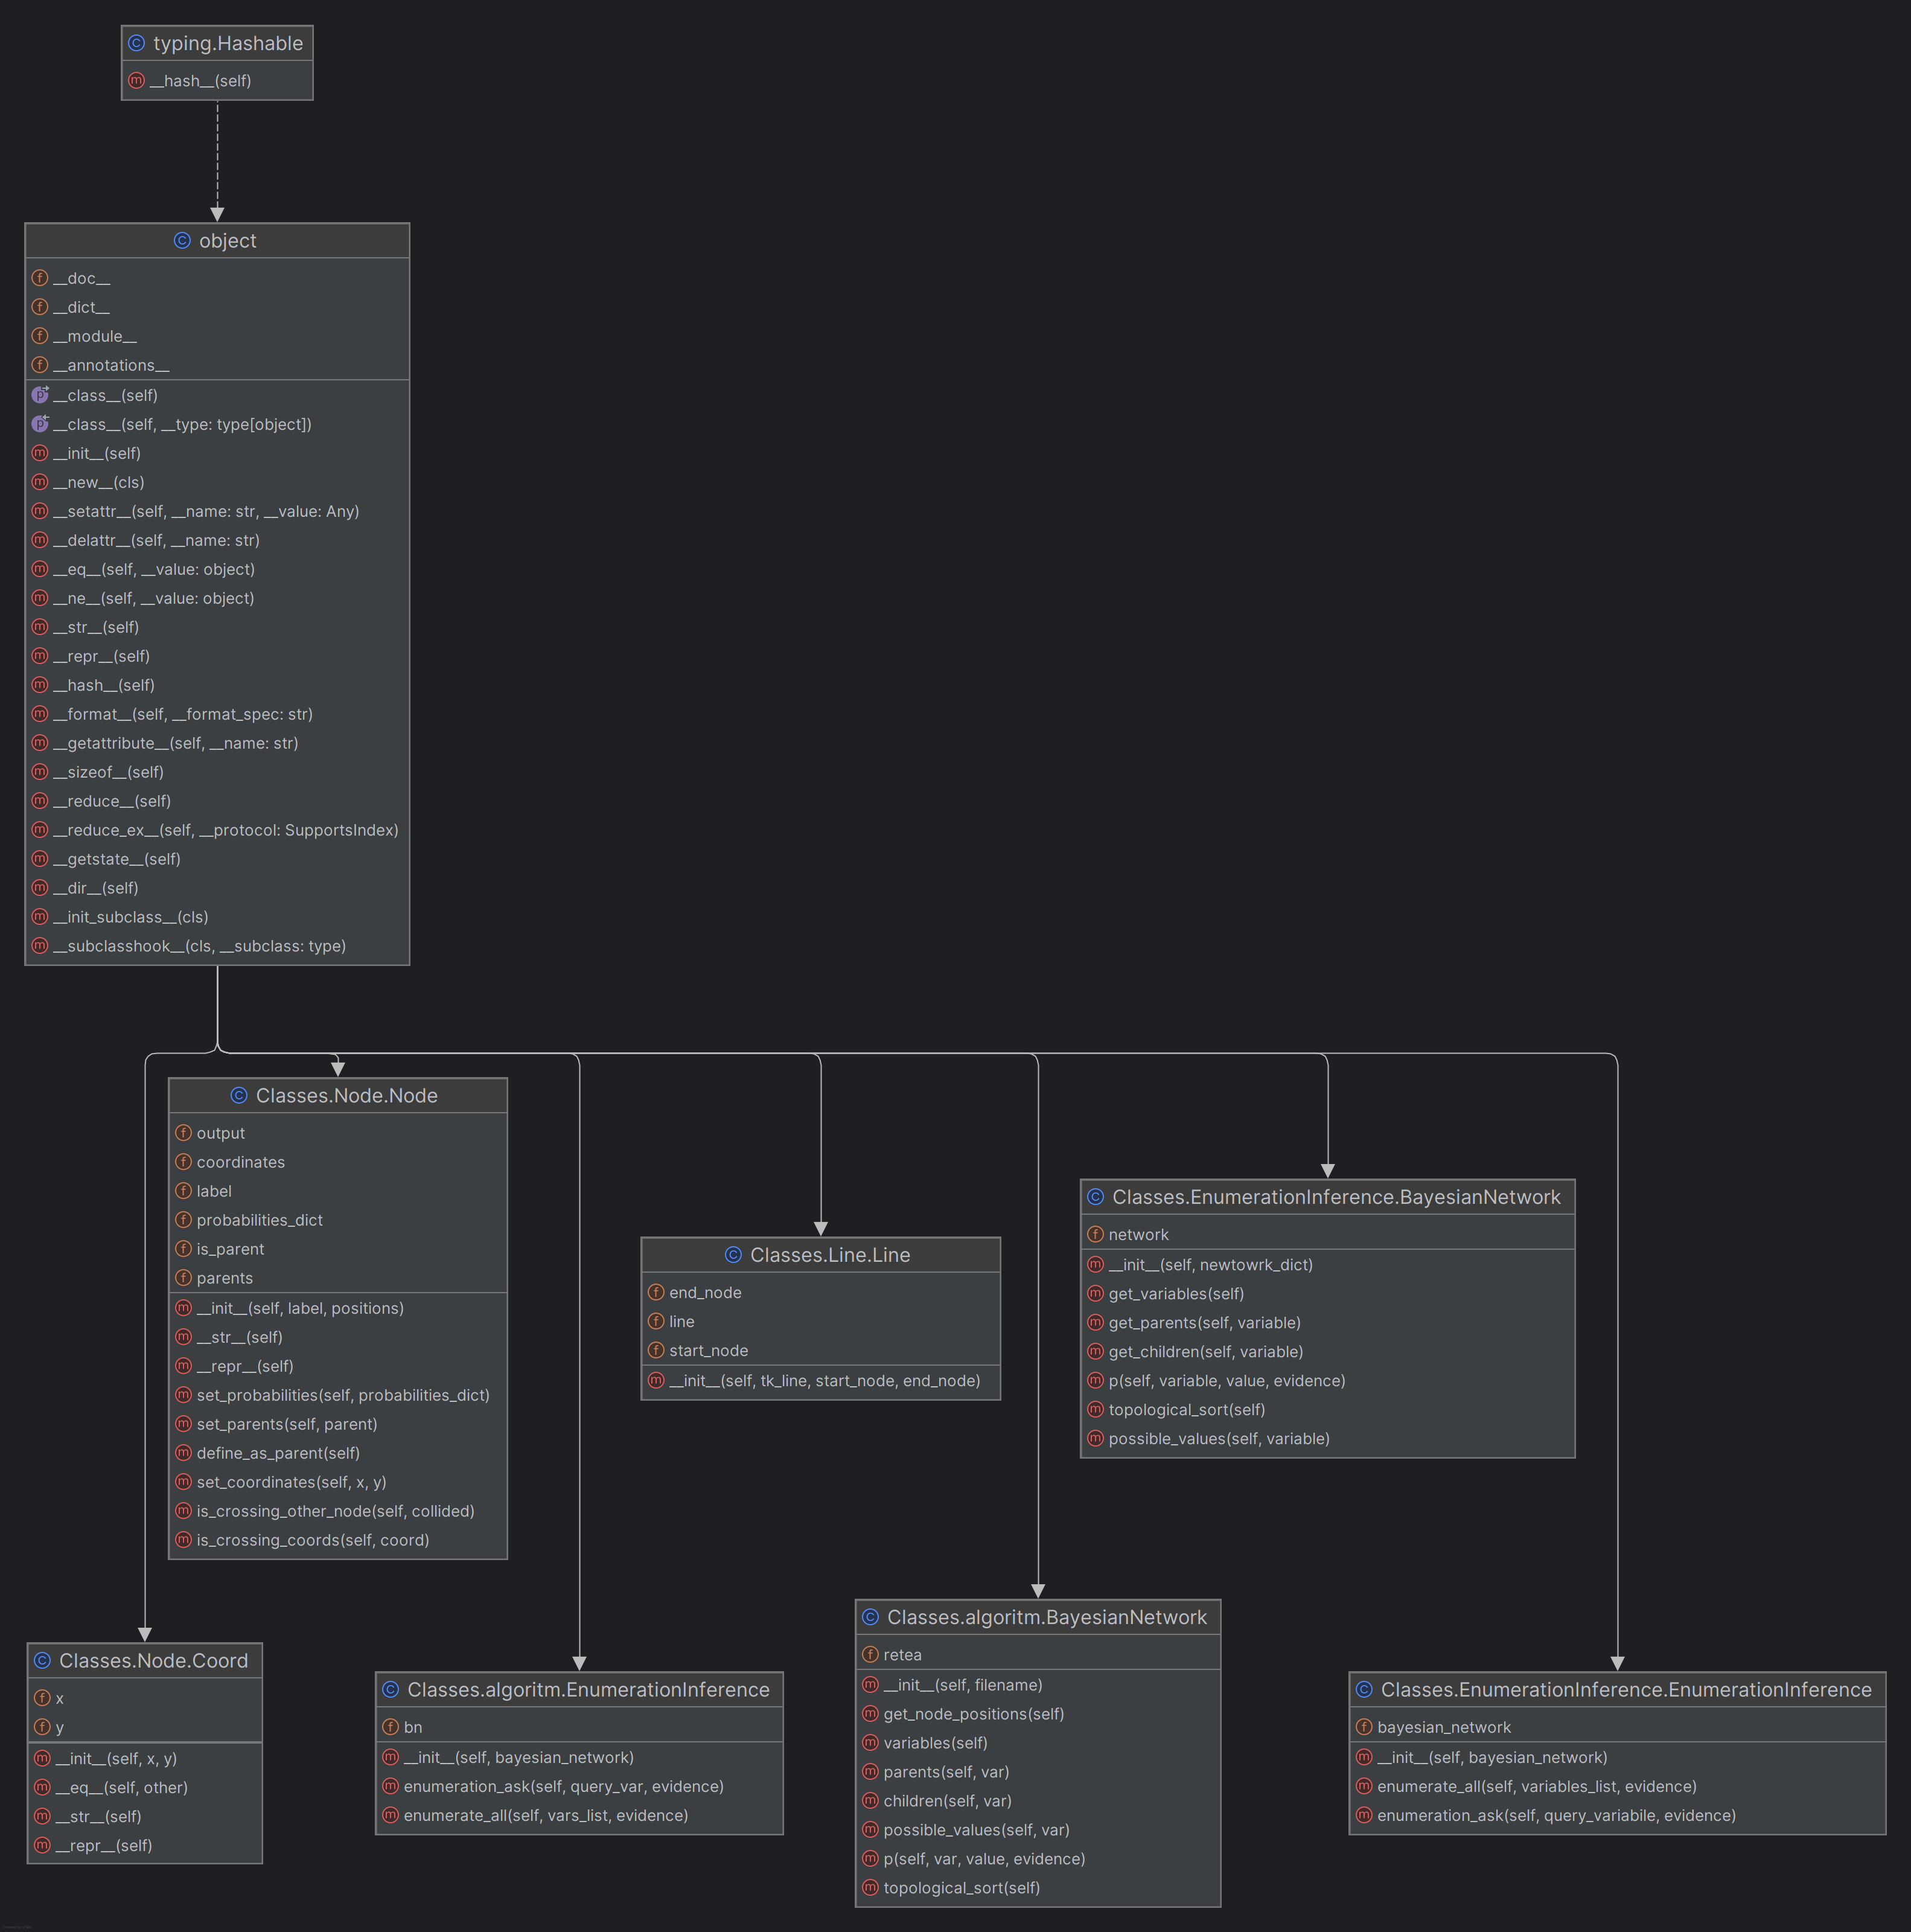 typing.Hashable
__hash__(self)
object
__doc__
__dict__
__module__
__annotations__
__class__(self)
__class__(self, __type: type[object])
__init__(self)
__new__(cls)
__setattr__(self, __name: str, __value: Any)
__delattr__(self, __name: str)
__eq__(self, __value: object)
__ne__(self, __value: object)
__str__(self)
__repr__(self)
__hash__(self)
__format__(self, __format_spec: str)
__getattribute__(self, __name: str)
__sizeof__(self)
__reduce__(self)
__reduce_ex__(self, __protocol: SupportsIndex)
__getstate__(self)
__dir__(self)
__init_subclass__(cls)
__subclasshook__(cls, __subclass: type)
Classes.Node.Node
output
coordinates
label
probabilities_dict
is_parent
parents
__init__(self, label, positions)
__str__(self)
__repr__(self)
set_probabilities(self, probabilities_dict)
set_parents(self, parent)
define_as_parent(self)
set_coordinates(self, x, y)
is_crossing_other_node(self, collided)
is_crossing_coords(self, coord)
Classes.Line.Line
end_node
line
start_node
__init__(self, tk_line, start_node, end_node)
Classes.EnumerationInference.BayesianNetwork
network
__init__(self, newtowrk_dict)
get_variables(self)
get_parents(self, variable)
get_children(self, variable)
p(self, variable, value, evidence)
topological_sort(self)
possible_values(self, variable)
Classes.Node.Coord
x
y
__init__(self, x, y)
__eq__(self, other)
__str__(self)
__repr__(self)
Classes.algoritm.EnumerationInference
bn
__init__(self, bayesian_network)
enumeration_ask(self, query_var, evidence)
enumerate_all(self, vars_list, evidence)
Classes.algoritm.BayesianNetwork
retea
__init__(self, filename)
get_node_positions(self)
variables(self)
parents(self, var)
children(self, var)
possible_values(self, var)
p(self, var, value, evidence)
topological_sort(self)
Classes.EnumerationInference.EnumerationInference
bayesian_network
__init__(self, bayesian_network)
enumerate_all(self, variables_list, evidence)
enumeration_ask(self, query_variabile, evidence)